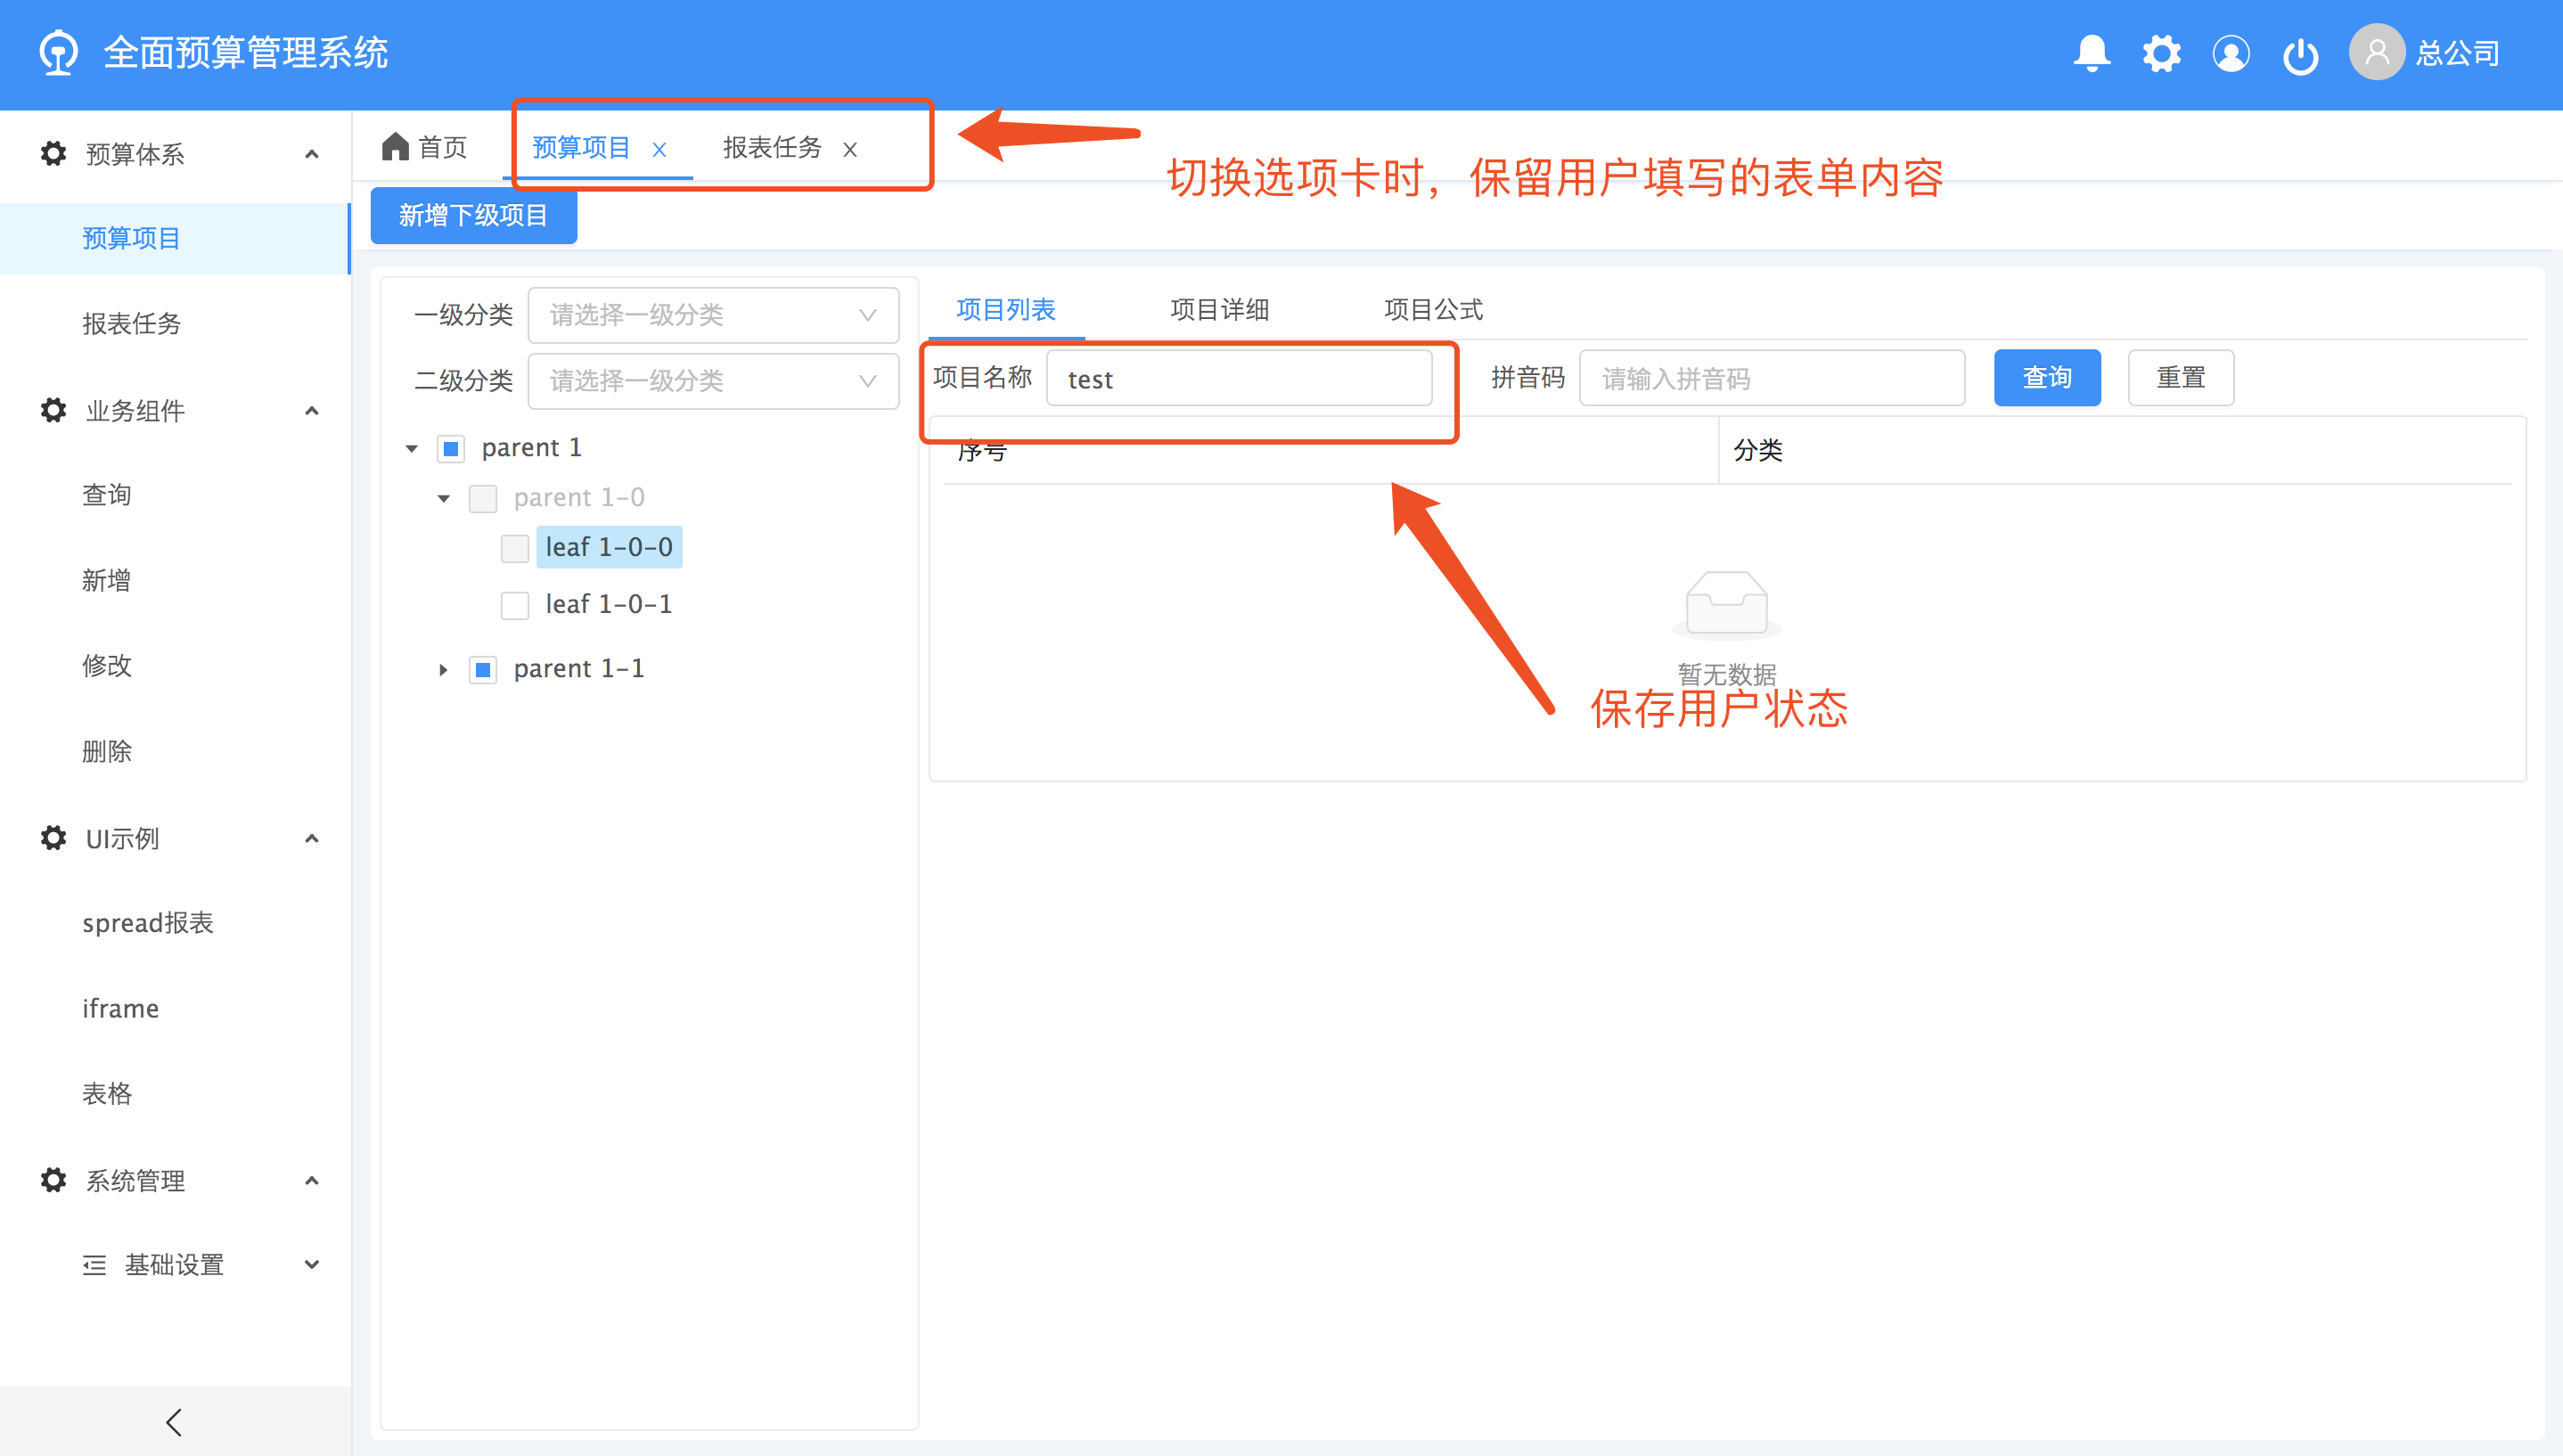 全面预算管理系统
总公司
预算体系
预算项目
报表任务
业务组件
查询
新增
修改
删除
UI示例
spread报表
iframe
表格
系统管理
基础设置
首页
预算项目 x
报表任务 x
切换选项卡时，保留用户填写的表单内容
新增下级项目
一级分类 请选择一级分类
二级分类 请选择一级分类
parent 1
parent 1-0
leaf 1-0-0
leaf 1-0-1
parent 1-1
项目列表 项目详细 项目公式
项目名称 test 拼音码 请输入拼音码 查询 重置
序号 分类
暂无数据
保存用户状态